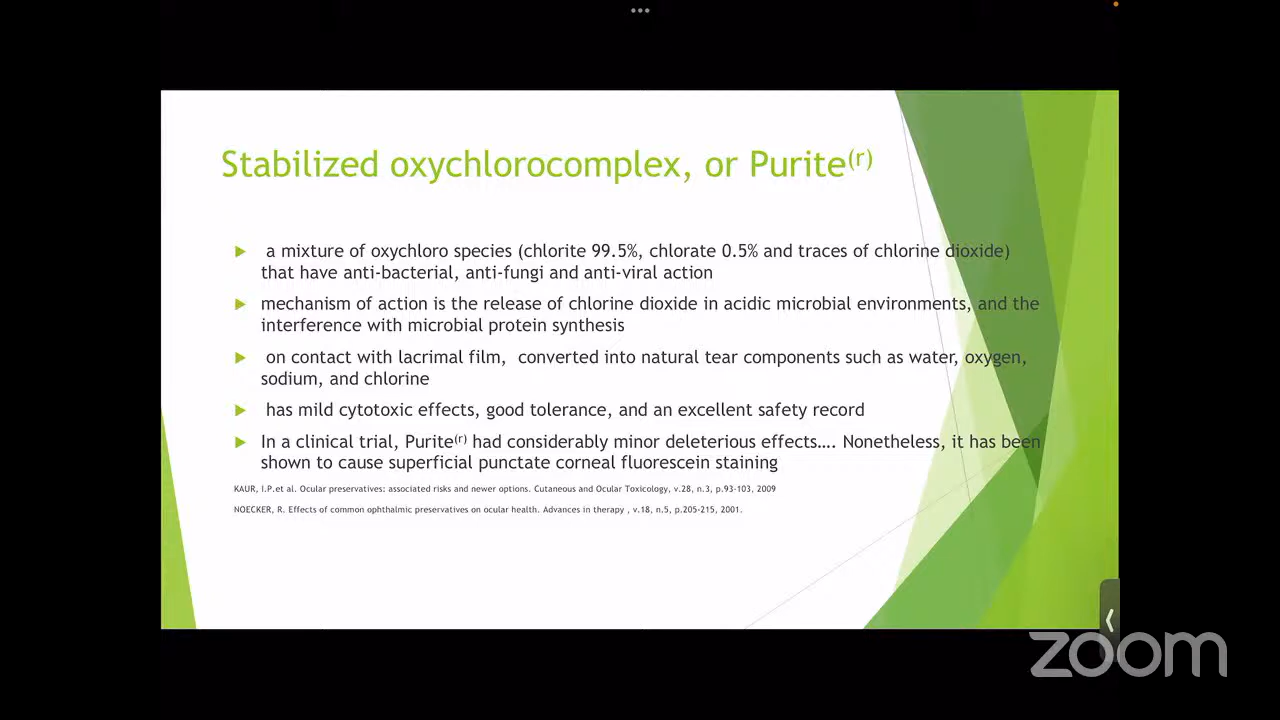 Stabilized oxychlorocomplex, or Purite(r)
a mixture of oxychloro species (chlorite 99.5%, chlorate 0.5% and traces of chlorine dioxide)
that have anti-bacterial, anti-fungi and anti-viral action
mechanism of action is the release of chlorine dioxide in acidic microbial environments, and the
interference with microbial protein synthesis
on contact with lacrimal film, converted into natural tear components such as water, oxygen,
sodium, and chlorine
has mild cytotoxic effects, good tolerance, and an excellent safety record
In a clinical trial, Purite(r) had considerably minor deleterious effects…. Nonetheless, it has been
shown to cause superficial punctate corneal fluorescein staining
KAUR, I.P.et al. Ocular preservatives: associated risks and newer options. Cutaneous and Ocular Toxicology, v.28, n.3, p.93-103, 2009
NOECKER, R. Effects of common ophthalmic preservatives on ocular health. Advances in therapy , v.18, n.5, p.205-215, 2001.
zoom